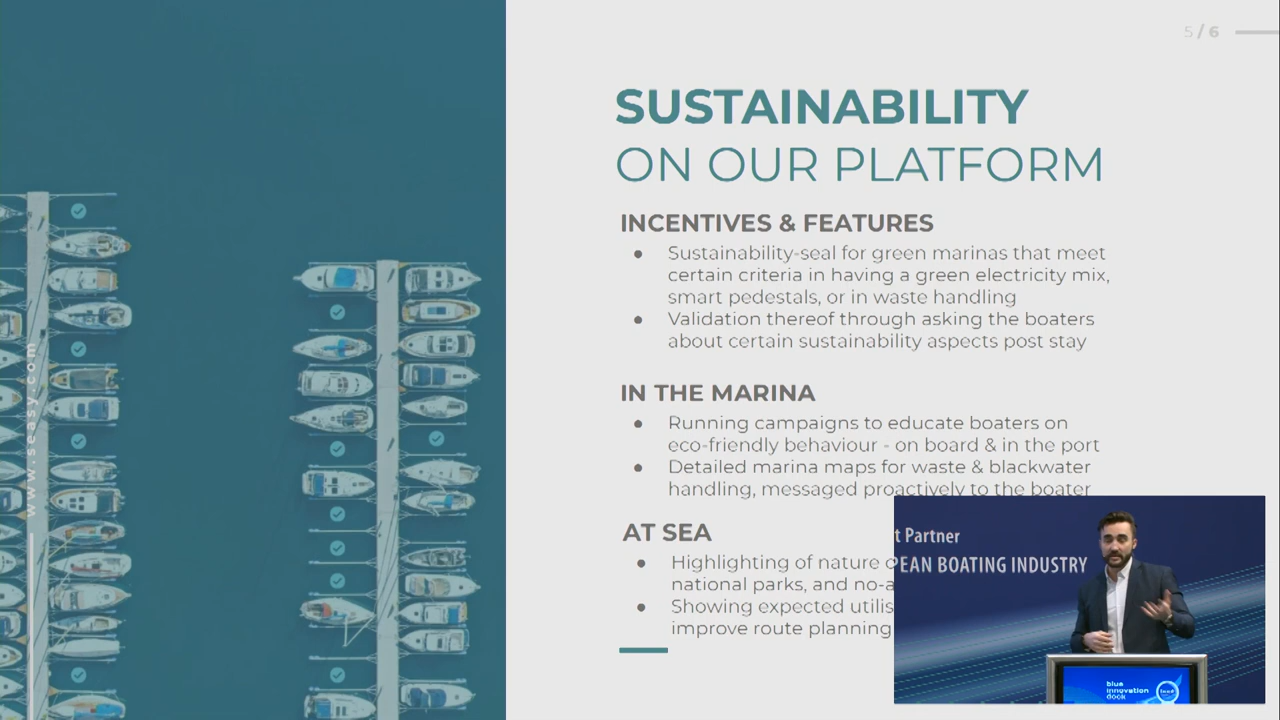 5 / 6
SUSTAINABILITY
ON OUR PLATFORM
INCENTIVES & FEATURES
● Sustainability-seal for green marinas that meet
certain criteria in having a green electricity mix,
smart pedestals, or in waste handling
● Validation thereof through asking the boaters
about certain sustainability aspects post stay
IN THE MARINA
● Running campaigns to educate boaters on
eco-friendly behaviour - on board & in the port
● Detailed marina maps for waste & blackwater
handling, messaged proactively to the boater
AT SEA
● Highlighting of nature
national parks, and no-a
● Showing expected utilis
improve route planning
www.seasy.com
t Partner
PEAN BOATING INDUSTRY
blue
innovation
dock